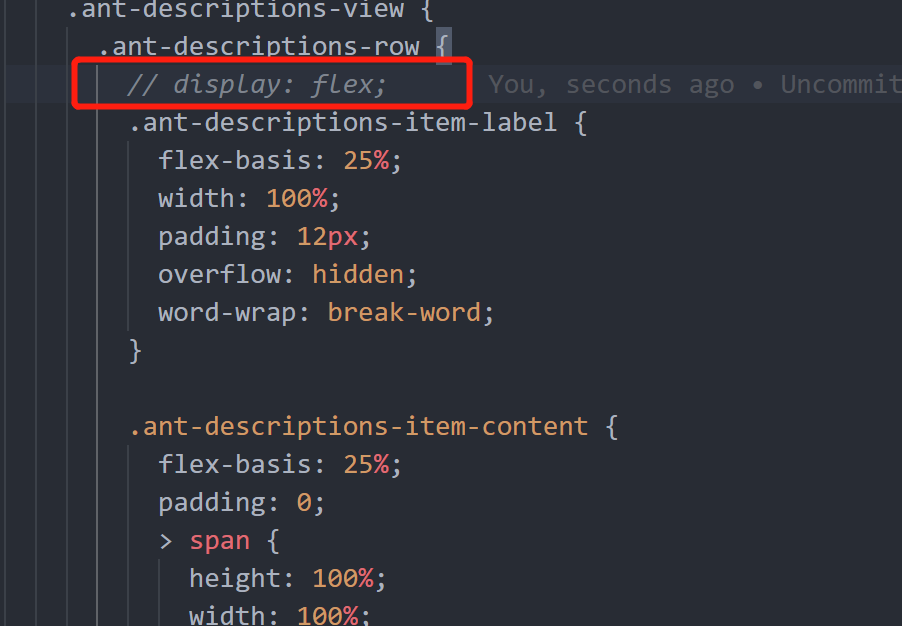 .ant-descriptions-view {
.ant-descriptions-row {
// display: flex; You, seconds ago • Uncommit
.ant-descriptions-item-label {
flex-basis: 25%;
width: 100%;
padding: 12px;
overflow: hidden;
word-wrap: break-word;
}
.ant-descriptions-item-content {
flex-basis: 25%;
padding: 0;
> span {
height: 100%;
width: 100%;